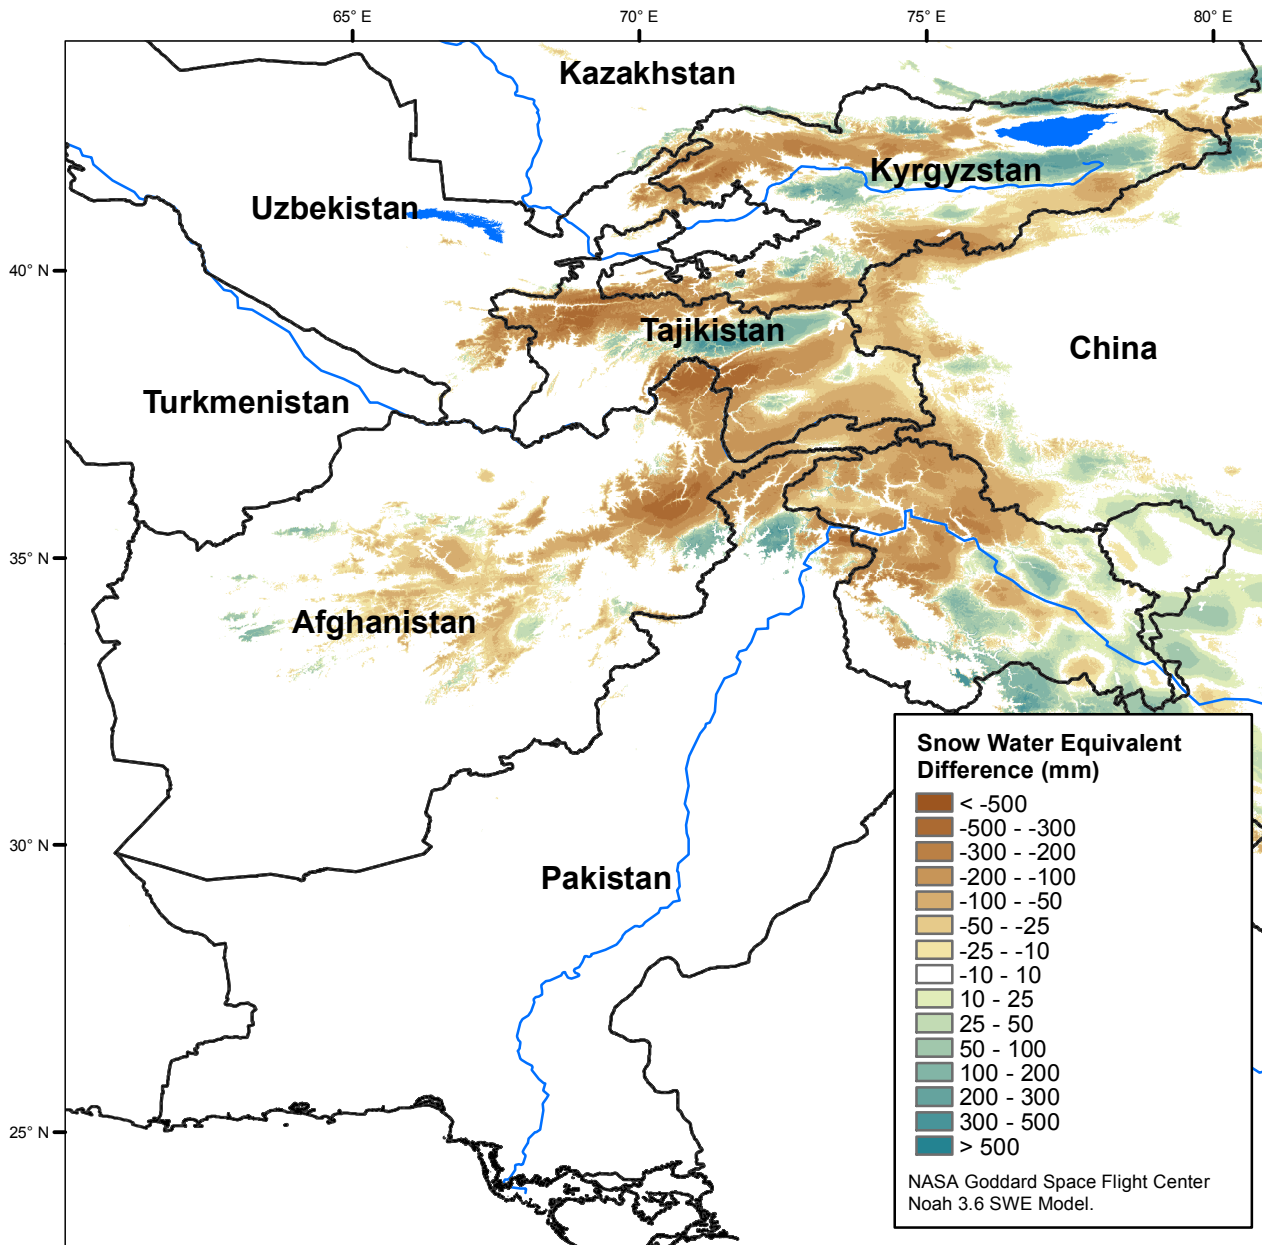 65° E
70° E
75° E
80° E
Kazakhstan
Kyrgyzstan
Uzbekistan
40° N
Tajikistan
China
Turkmenistan
35° N
Afghanistan
30° N
Pakistan
25° N
Snow Water Equivalent
Difference (mm)
< -500
-500 - -300
-300 - -200
-200 - -100
-100 - -50
-50 - -25
-25 - -10
-10 - 10
10 - 25
25 - 50
50 - 100
100 - 200
200 - 300
300 - 500
> 500
NASA Goddard Space Flight Center
Noah 3.6 SWE Model.